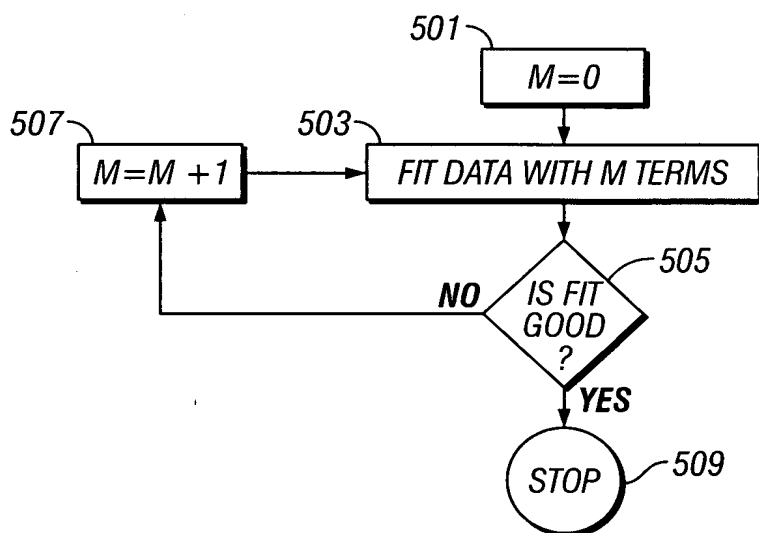 501
M=0
507
M=M +1
503
FIT DATA WITH M TERMS
505
IS FIT
GOOD
?
NO
YES
STOP
509